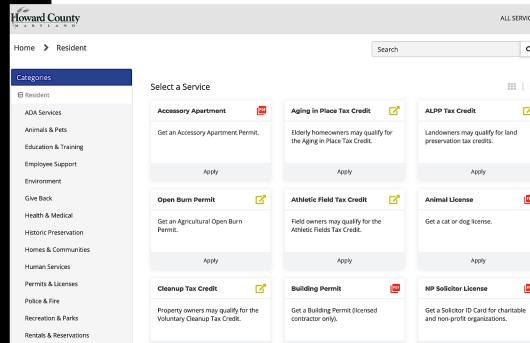 Howard County
MARYLAND
ALL SERVIC
Home > Resident
Search
Categories
Resident
ADA Services
Animals & Pets
Education & Training
Employee Support
Environment
Give Back
Health & Medical
Historic Preservation
Homes & Communities
Human Services
Permits & Licenses
Police & Fire
Recreation & Parks
Rentals & Reservations
Select a Service
Accessory Apartment
PDF
Get an Accessory Apartment Permit.
Apply
Aging in Place Tax Credit
Elderly homeowners may qualify for
the Aging in Place Tax Credit.
Apply
ALPP Tax Credit
Landowners may qualify for land
preservation tax credits.
Apply
Open Burn Permit
Get an Agricultural Open Burn
Permit.
Apply
Athletic Field Tax Credit
Field owners may qualify for the
Athletic Fields Tax Credit.
Apply
Animal License
Get a cat or dog license.
Apply
Cleanup Tax Credit
Property owners may qualify for the
Voluntary Cleanup Tax Credit.
Building Permit
PDF
Get a Building Permit (licensed
contractor only).
NP Solicitor License
Get a Solicitor ID Card for charitable
and non-profit organizations.